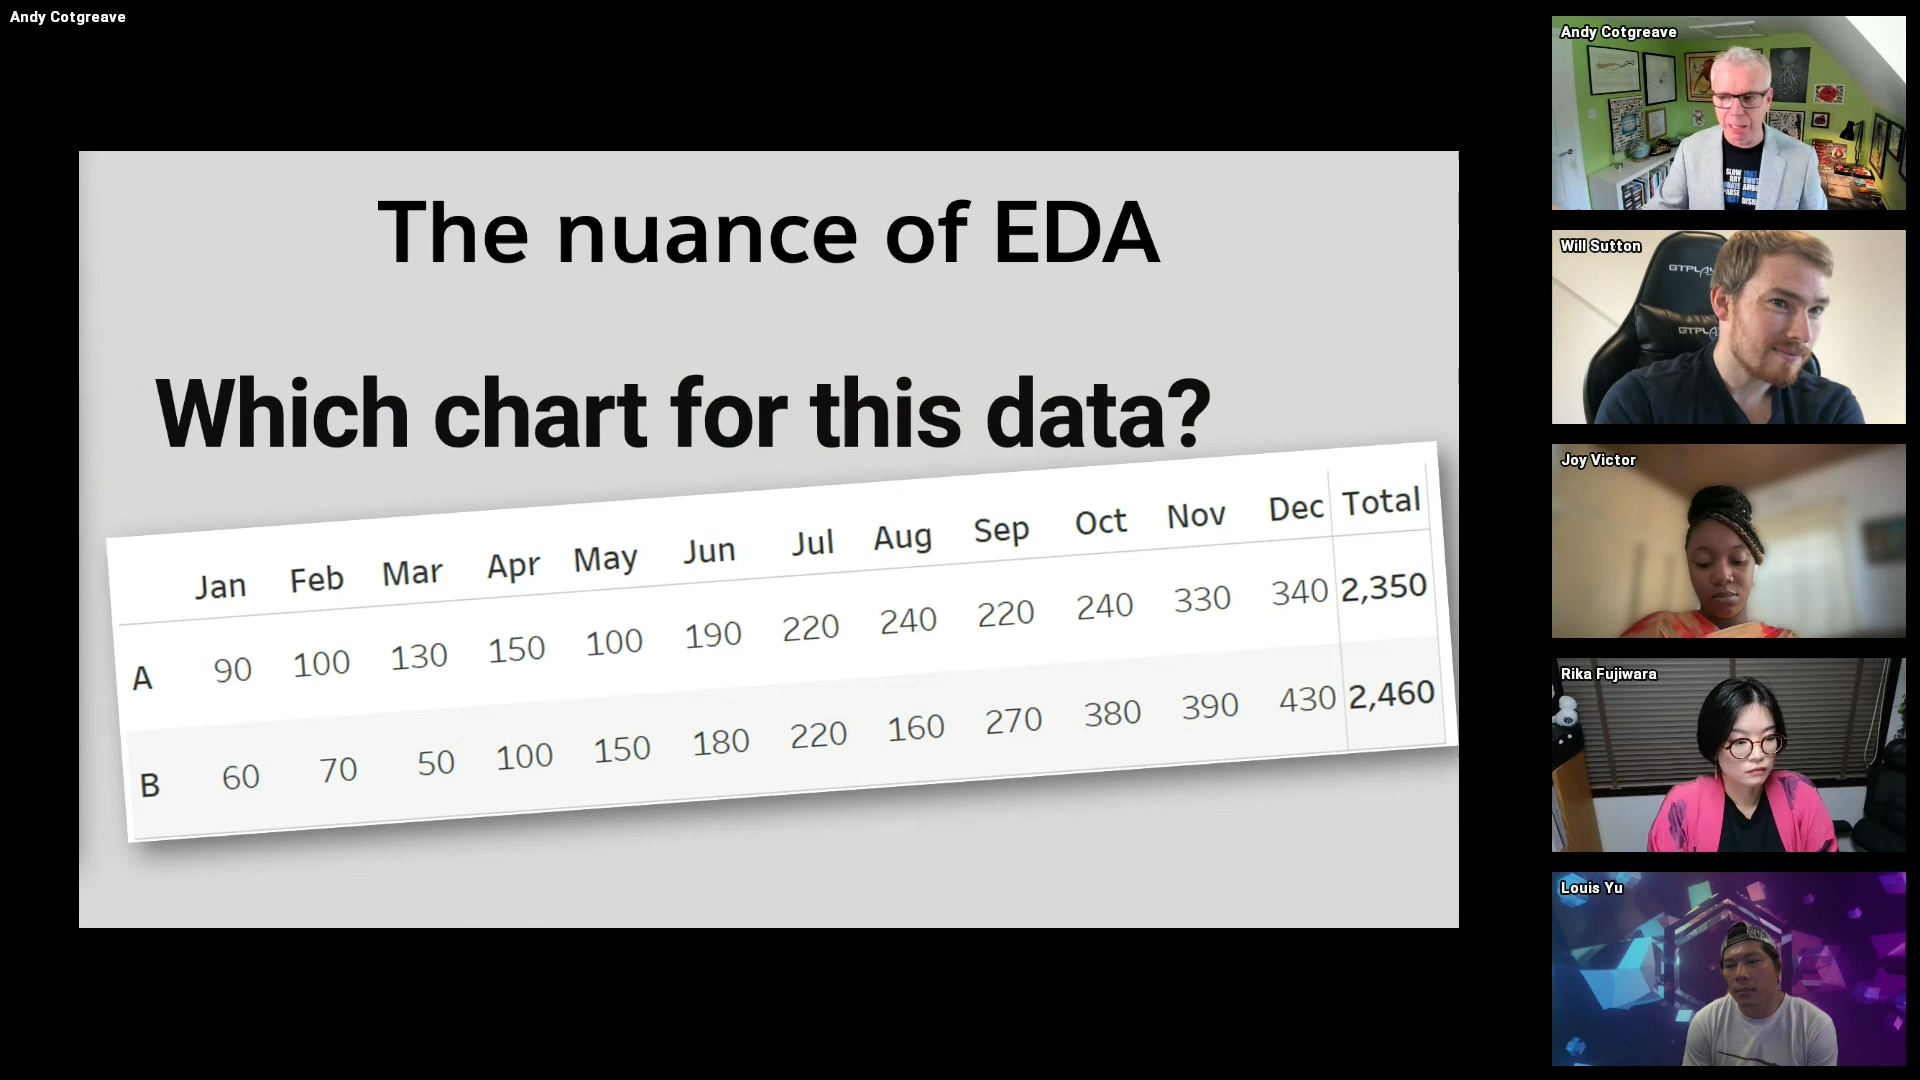 Andy Cotgreave
The nuance of EDA
Which chart for this data?
Jan Feb Mar Apr May Jun Jul Aug Sep Oct Nov Dec Total
A 90 100 130 150 100 190 220 240 220 240 330 340 2,350
B 60 70 50 100 150 180 220 160 270 380 390 430 2,460
Andy Cotgreave
SLOW
Will Sutton
GTPLAY
GTPLA
Joy Victor
Rika Fujiwara
Louis Yu